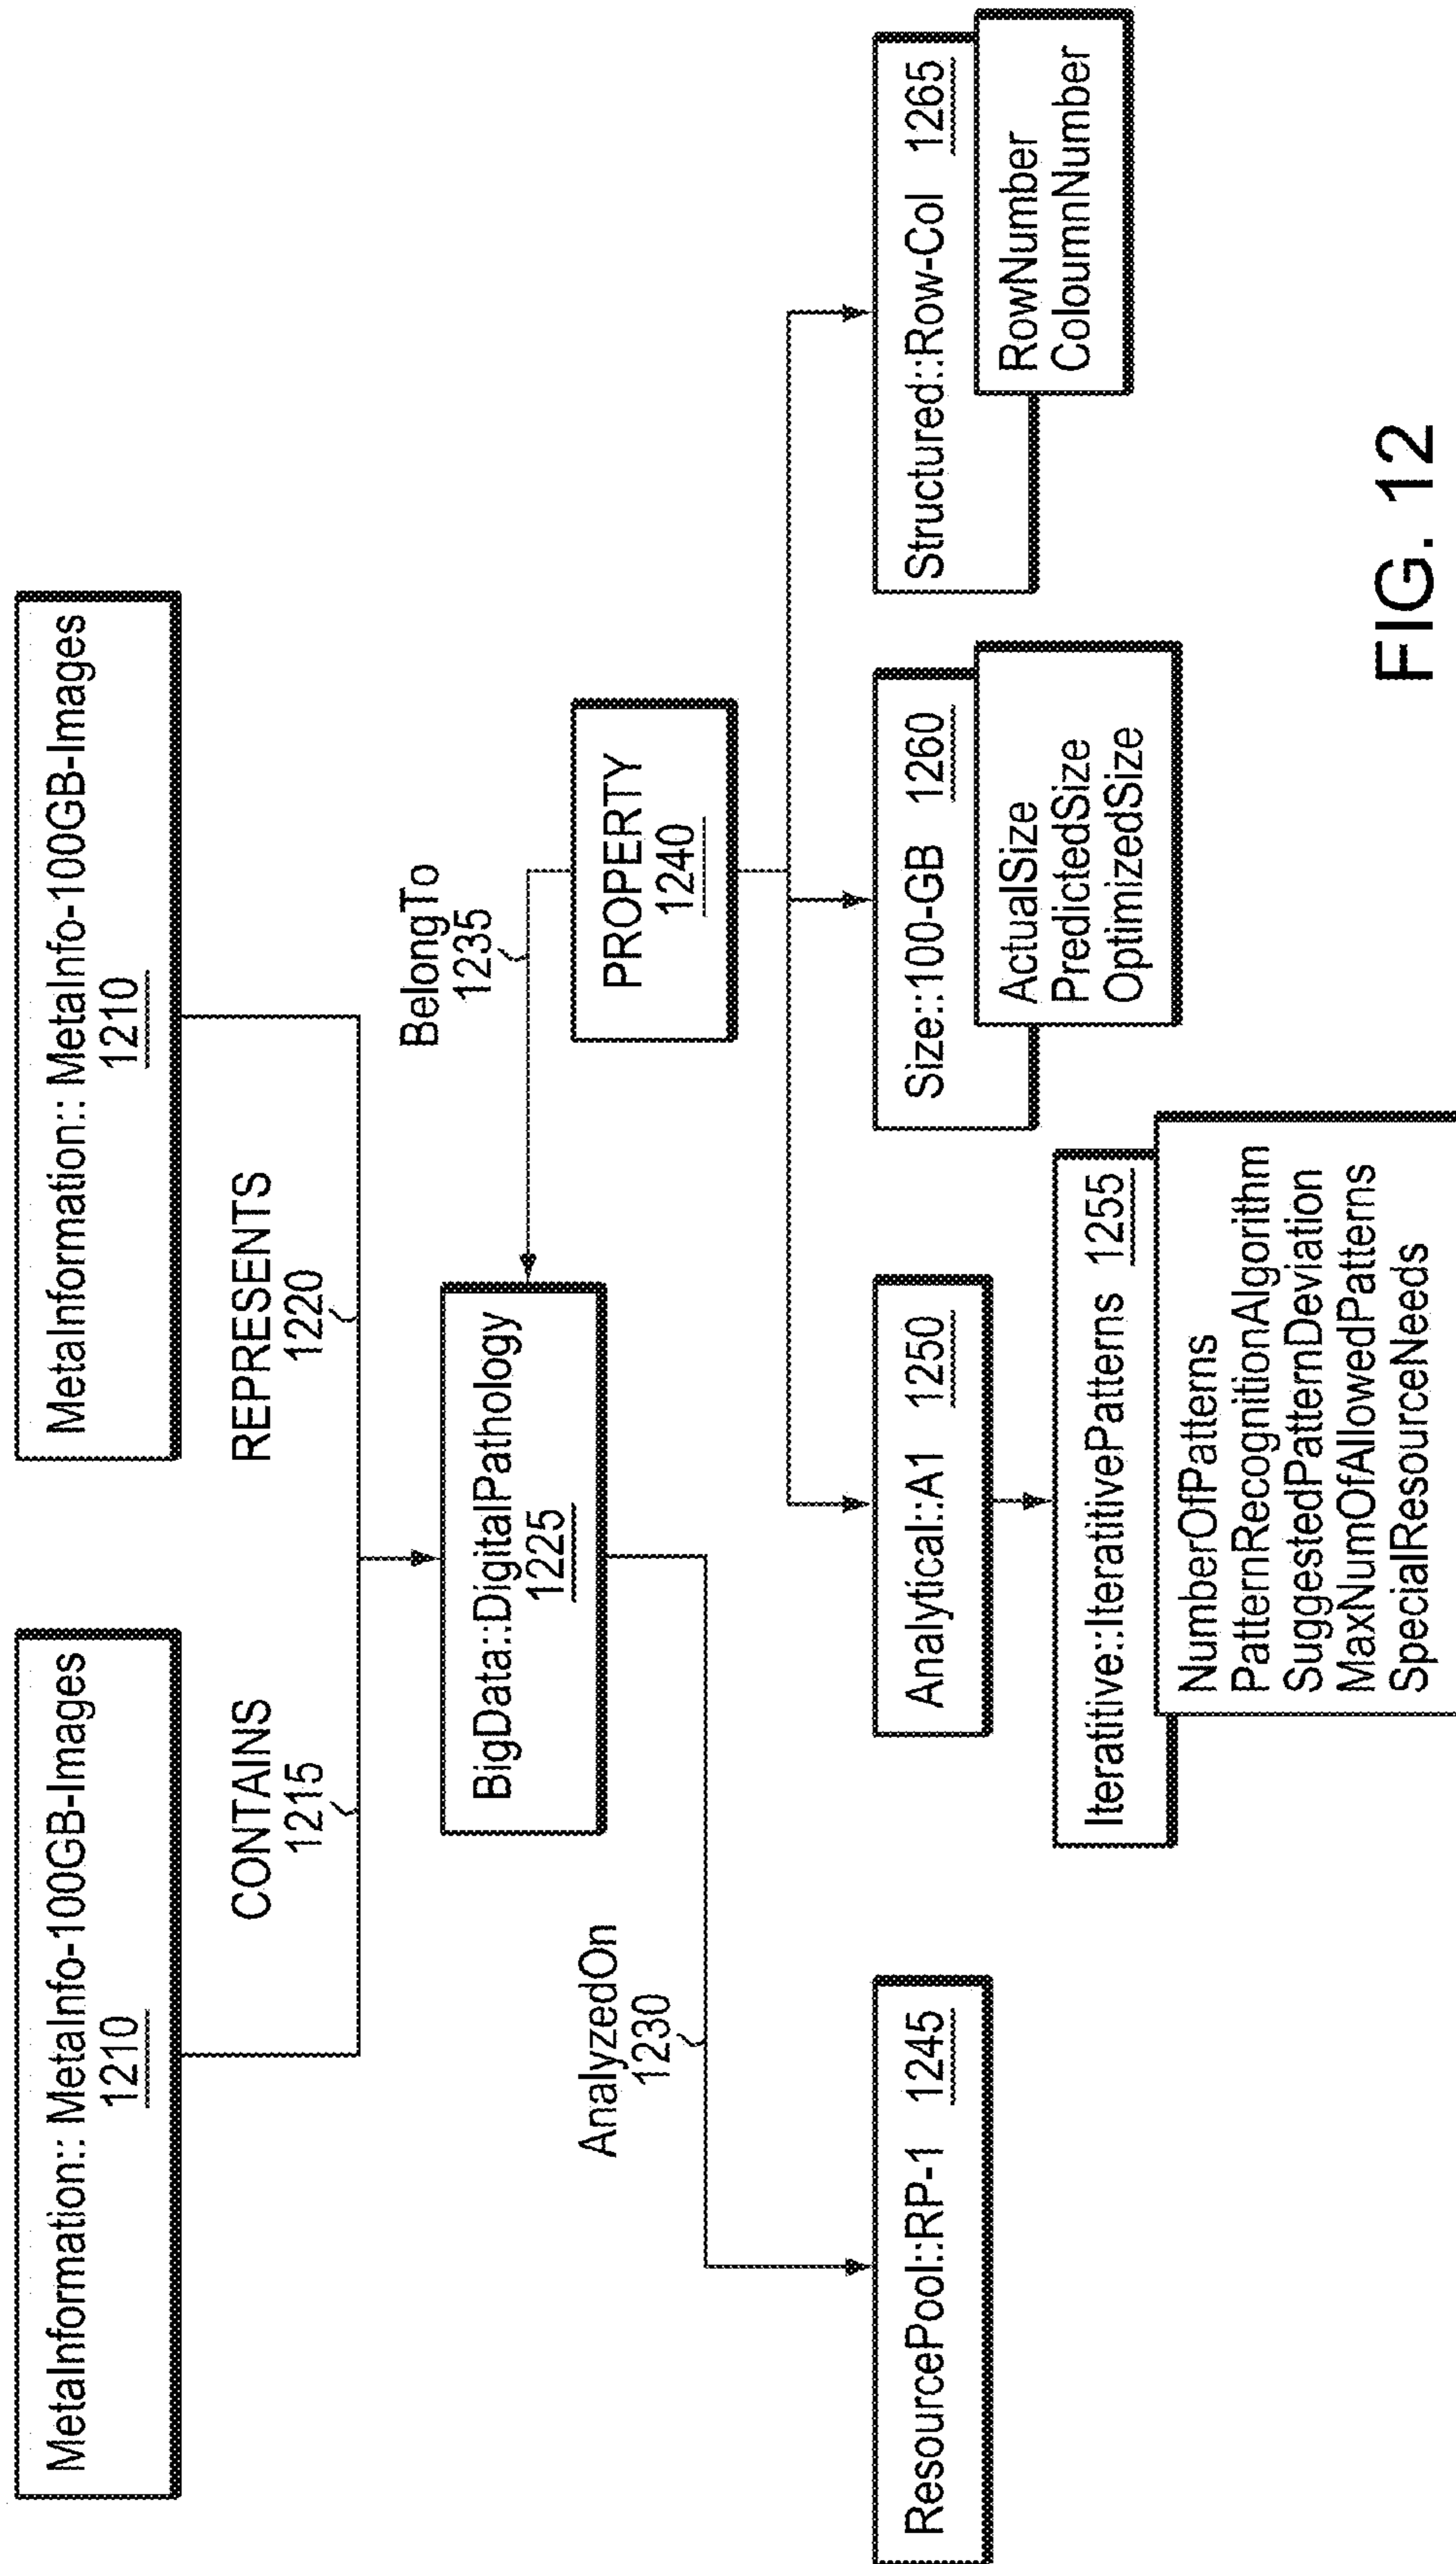 MetaInformation:: MetaInfo-100GB-Images
1210
MetaInformation:: MetaInfo-100GB-Images
1210
CONTAINS
1215
REPRESENTS
1220
BigData::DigitalPathology
1225
BelongTo
1235
AnalyzedOn
1230
PROPERTY
1240
ResourcePool::RP-1 1245
Analytical::A1 1250
Size::100-GB 1260
Structured::Row-Col 1265
Iteratitive::IteratitivePatterns 1255
NumberOfPatterns
PatternRecognitionAlgorithm
SuggestedPatternDeviation
MaxNumOfAllowedPatterns
SpecialResourceNeeds
ActualSize
PredictedSize
OptimizedSize
RowNumber
ColoumnNumber
FIG. 12